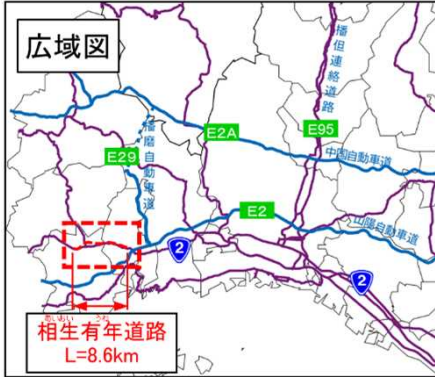 広域図
播但連絡道路
E2A
E95
播磨自動車道
中国自動車道
E29
E2
山陽自動車道
2
2
あいおい うね
相生有年道路
L=8.6km